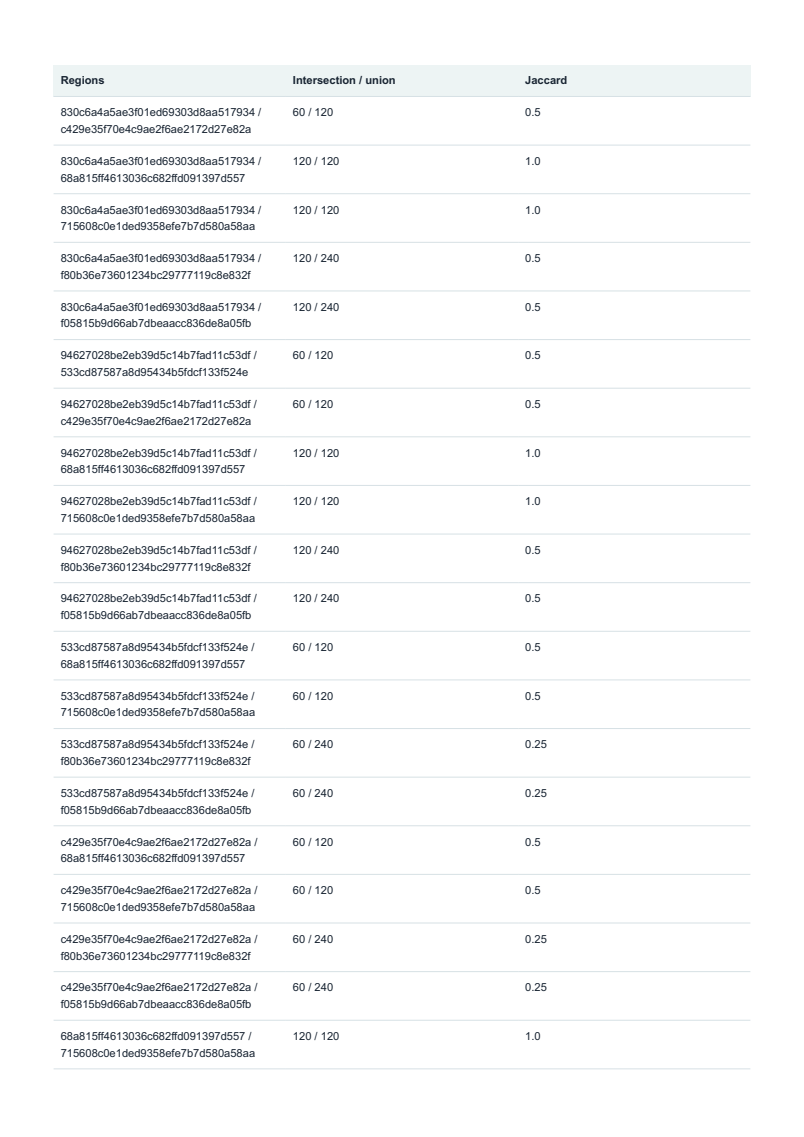 Regions Intersection / union Jaccard
830c6a4a5ae3f01ed69303d8aa517934 / 60 / 120 0.5
c429e35f70e4c9ae2f6ae2172d27e82a
830c6a4a5ae3f01ed69303d8aa517934 / 120 / 120 1.0
68a815ff4613036c682ffd091397d557
830c6a4a5ae3f01ed69303d8aa517934 / 120 / 120 1.0
715608c0e1ded9358efe7b7d580a58aa
830c6a4a5ae3f01ed69303d8aa517934 / 120 / 240 0.5
f80b36e73601234bc29777119c8e832f
830c6a4a5ae3f01ed69303d8aa517934 / 120 / 240 0.5
f05815b9d66ab7dbeaacc836de8a05fb
94627028be2eb39d5c14b7fad11c53df / 60 / 120 0.5
533cd87587a8d95434b5fdcf133f524e
94627028be2eb39d5c14b7fad11c53df / 60 / 120 0.5
c429e35f70e4c9ae2f6ae2172d27e82a
94627028be2eb39d5c14b7fad11c53df / 120 / 120 1.0
68a815ff4613036c682ffd091397d557
94627028be2eb39d5c14b7fad11c53df / 120 / 120 1.0
715608c0e1ded9358efe7b7d580a58aa
94627028be2eb39d5c14b7fad11c53df / 120 / 240 0.5
f80b36e73601234bc29777119c8e832f
94627028be2eb39d5c14b7fad11c53df / 120 / 240 0.5
f05815b9d66ab7dbeaacc836de8a05fb
533cd87587a8d95434b5fdcf133f524e / 60 / 120 0.5
68a815ff4613036c682ffd091397d557
533cd87587a8d95434b5fdcf133f524e / 60 / 120 0.5
715608c0e1ded9358efe7b7d580a58aa
533cd87587a8d95434b5fdcf133f524e / 60 / 240 0.25
f80b36e73601234bc29777119c8e832f
533cd87587a8d95434b5fdcf133f524e / 60 / 240 0.25
f05815b9d66ab7dbeaacc836de8a05fb
c429e35f70e4c9ae2f6ae2172d27e82a / 60 / 120 0.5
68a815ff4613036c682ffd091397d557
c429e35f70e4c9ae2f6ae2172d27e82a / 60 / 120 0.5
715608c0e1ded9358efe7b7d580a58aa
c429e35f70e4c9ae2f6ae2172d27e82a / 60 / 240 0.25
f80b36e73601234bc29777119c8e832f
c429e35f70e4c9ae2f6ae2172d27e82a / 60 / 240 0.25
f05815b9d66ab7dbeaacc836de8a05fb
68a815ff4613036c682ffd091397d557 / 120 / 120 1.0
715608c0e1ded9358efe7b7d580a58aa